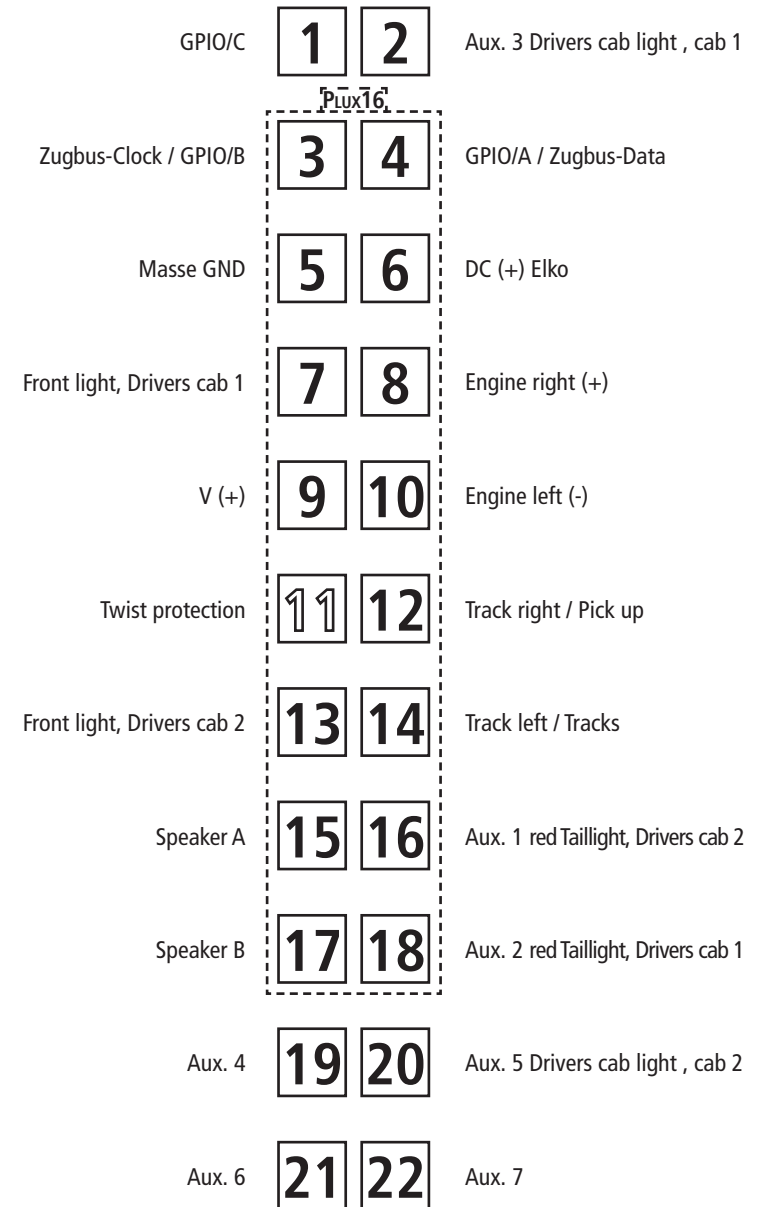 GPIO/C 1 2 Aux. 3 Drivers cab light , cab 1
PLUX16
Zugbus-Clock / GPIO/B 3 4 GPIO/A / Zugbus-Data
Masse GND 5 6 DC (+) Elko
Front light, Drivers cab 1 7 8 Engine right (+)
V (+) 9 10 Engine left (-)
Twist protection 11 12 Track right / Pick up
Front light, Drivers cab 2 13 14 Track left / Tracks
Speaker A 15 16 Aux. 1 red Taillight, Drivers cab 2
Speaker B 17 18 Aux. 2 red Taillight, Drivers cab 1
Aux. 4 19 20 Aux. 5 Drivers cab light , cab 2
Aux. 6 21 22 Aux. 7